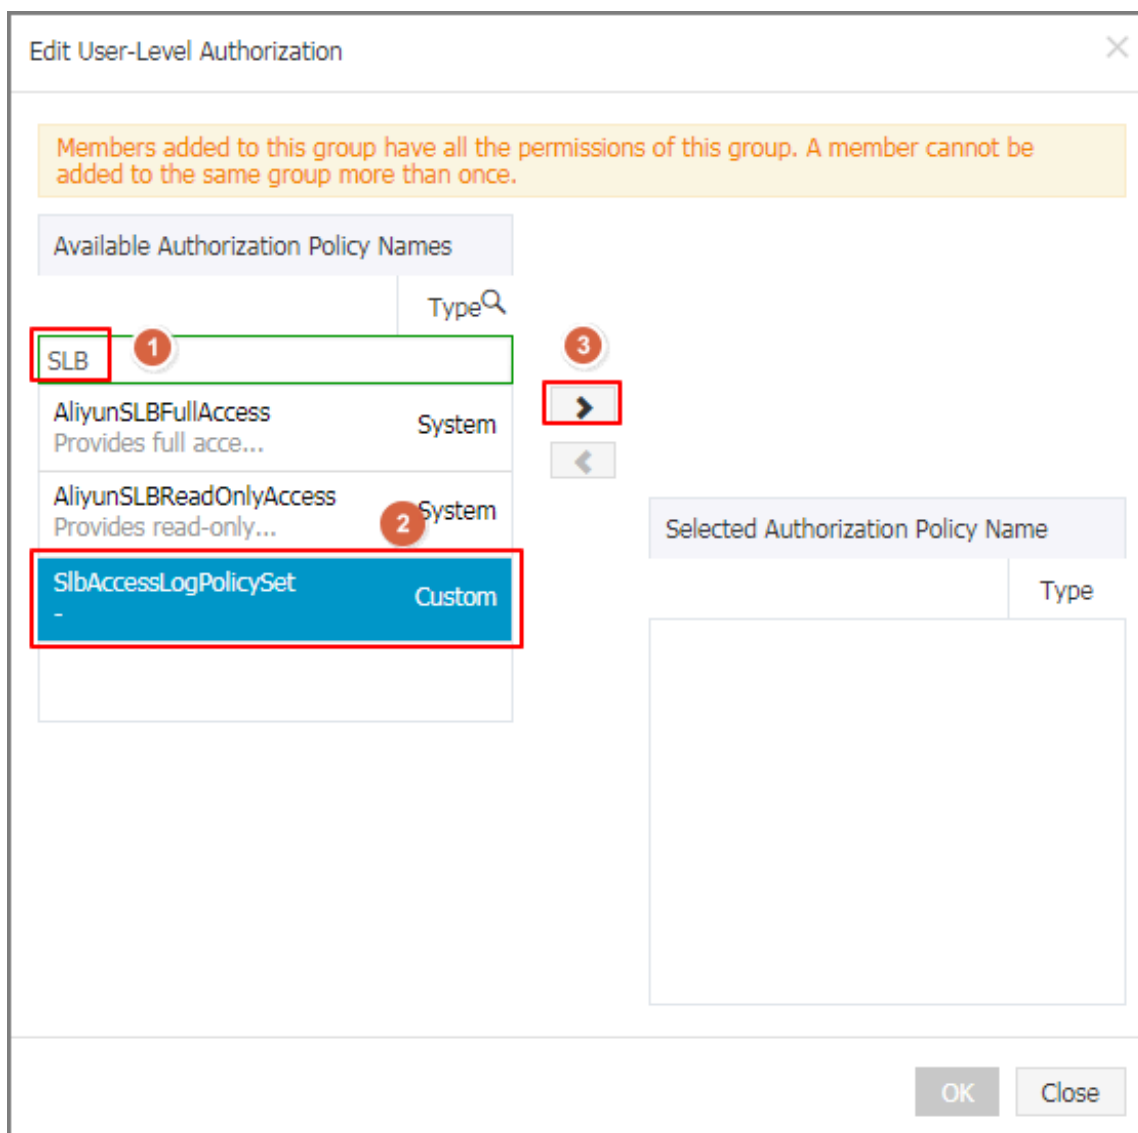 Edit User-Level Authorization
Members added to this group have all the permissions of this group. A member cannot be
added to the same group more than once.
Available Authorization Policy Names
Type
SLB
1
3
AliyunSLBFullAccess
System
Provides full acce...
AliyunSLBReadOnlyAccess
System
Provides read-only...
2
SlbAccessLogPolicySet
Custom
-
Selected Authorization Policy Name
Type
OK
Close